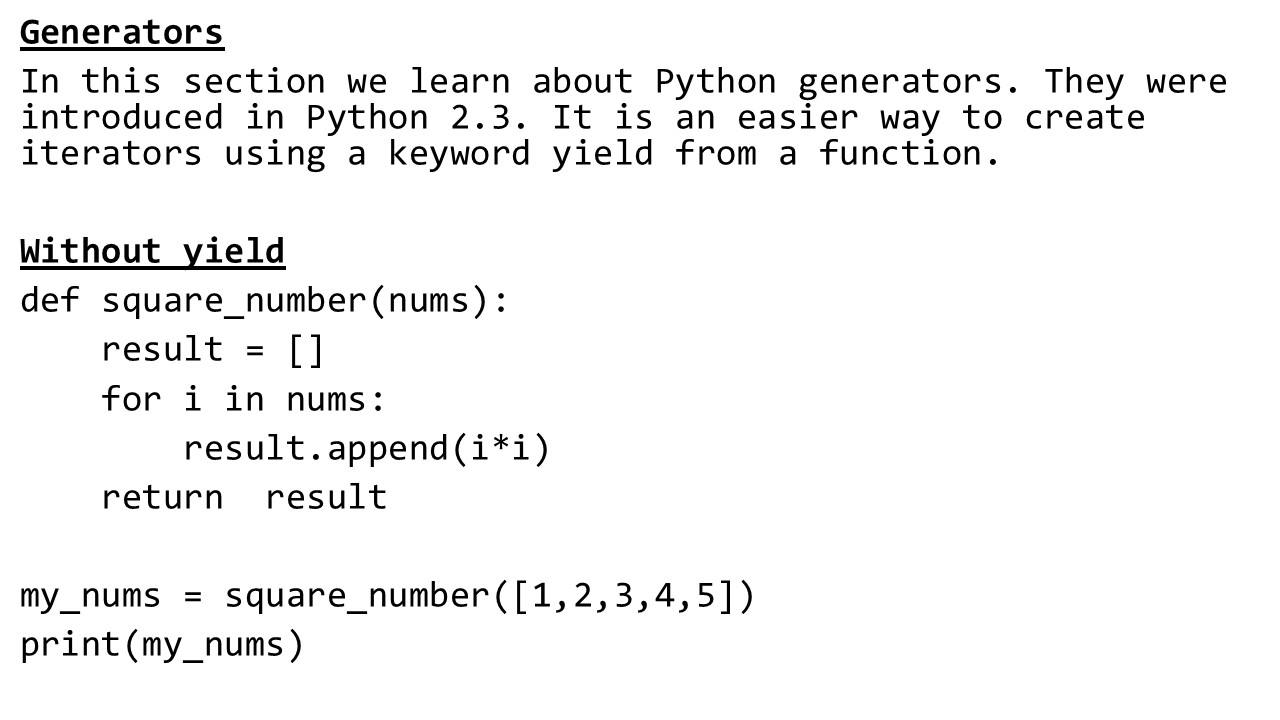 Generators
In this section we learn about Python generators. They were
introduced in Python 2.3. It is an easier way to create
iterators using a keyword yield from a function.
Without yield
def square_number(nums):
    result = []
    for i in nums:
        result.append(i*i)
    return  result
my_nums = square_number([1,2,3,4,5])
print(my_nums)